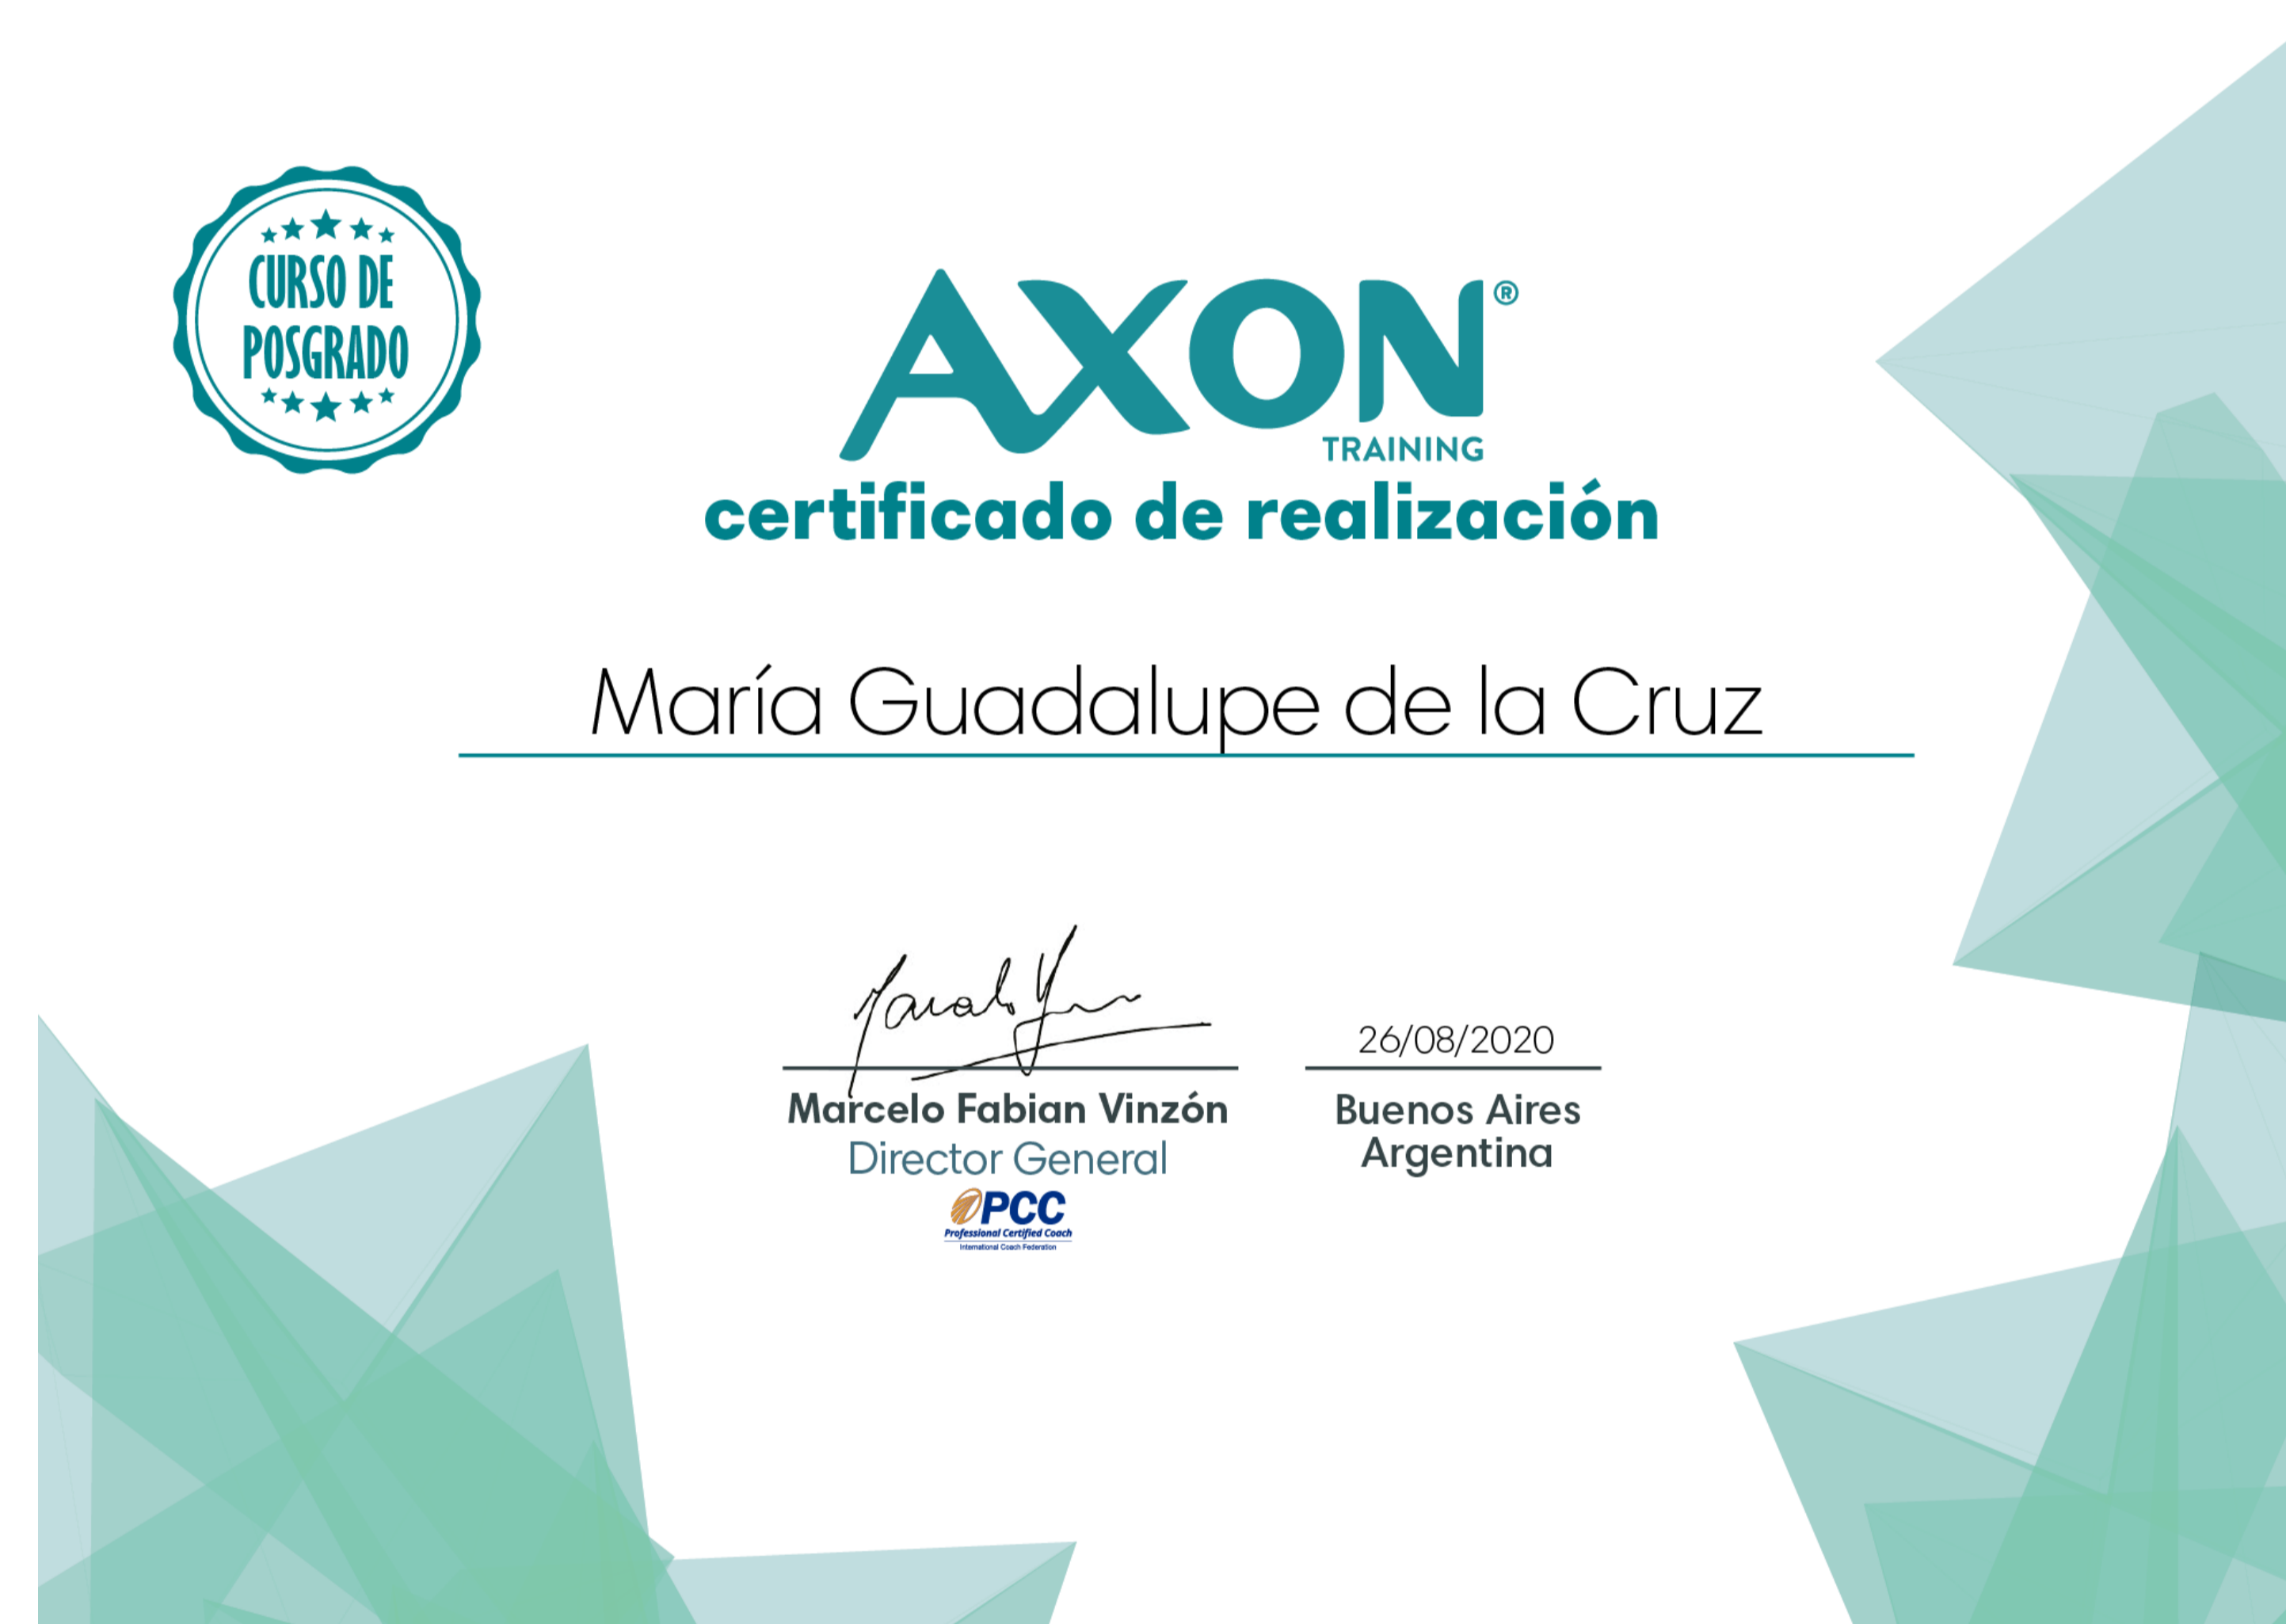 CURSO DE
POSGRADO
AXON®
TRAINING
certificado de realización
María Guadalupe de la Cruz
26/08/2020
Marcelo Fabian Vinzón
Director General
Buenos Aires
Argentina
PCC
Professional Certified Coach
International Coach Federation